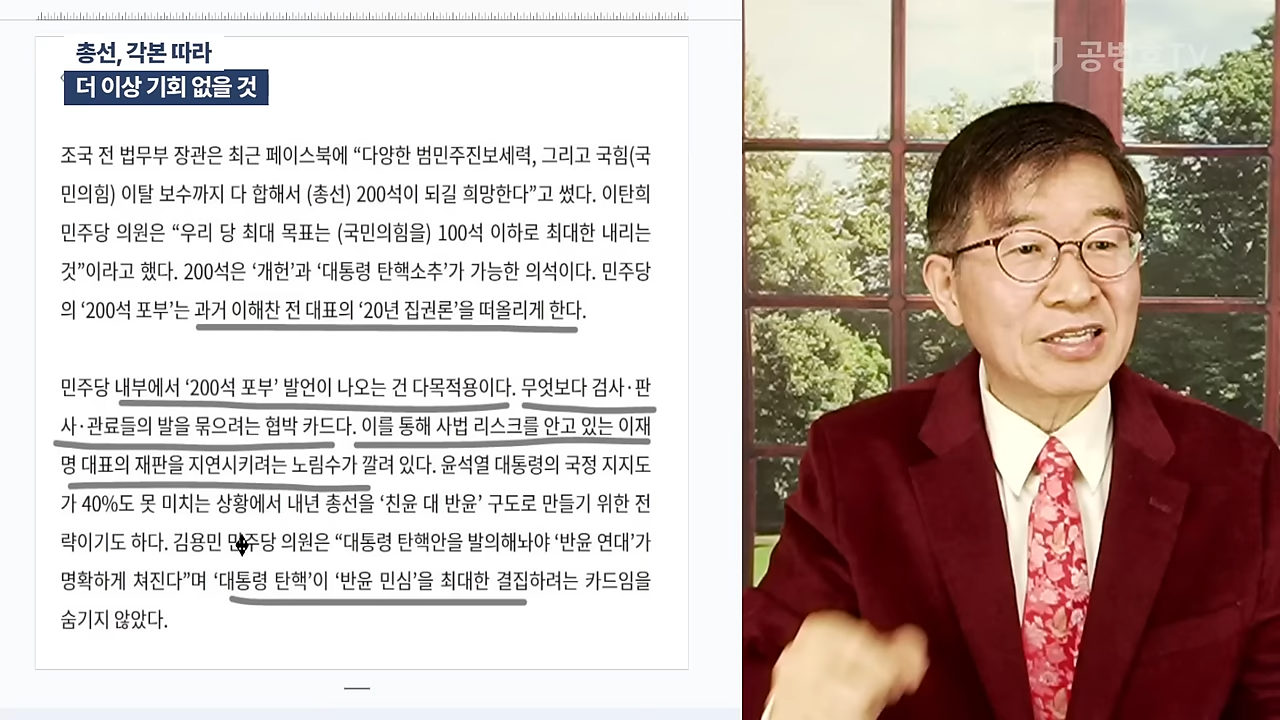 총선, 각본 따라
더 이상 기회 없을 것
공병호TV
조국 전 법무부 장관은 최근 페이스북에 “다양한 범민주진보세력, 그리고 국힘(국
민의힘) 이탈 보수까지 다 합해서 (총선) 200석이 되길 희망한다”고 썼다. 이탄희
민주당 의원은 “우리 당 최대 목표는 (국민의힘을) 100석 이하로 최대한 내리는
것”이라고 했다. 200석은 ‘개헌’과 ‘대통령 탄핵소추’가 가능한 의석이다. 민주당
의 ‘200석 포부’는 과거 이해찬 전 대표의 ‘20년 집권론’을 떠올리게 한다.
민주당 내부에서 ‘200석 포부’ 발언이 나오는 건 다목적용이다. 무엇보다 검사·판
사·관료들의 발을 묶으려는 협박 카드다. 이를 통해 사법 리스크를 안고 있는 이재
명 대표의 재판을 지연시키려는 노림수가 깔려 있다. 윤석열 대통령의 국정 지지도
가 40%도 못 미치는 상황에서 내년 총선을 ‘친윤 대 반윤’ 구도로 만들기 위한 전
략이기도 하다. 김용민 민주당 의원은 “대통령 탄핵안을 발의해놔야 ‘반윤 연대’가
명확하게 쳐진다”며 ‘대통령 탄핵’이 ‘반윤 민심’을 최대한 결집하려는 카드임을
숨기지 않았다.